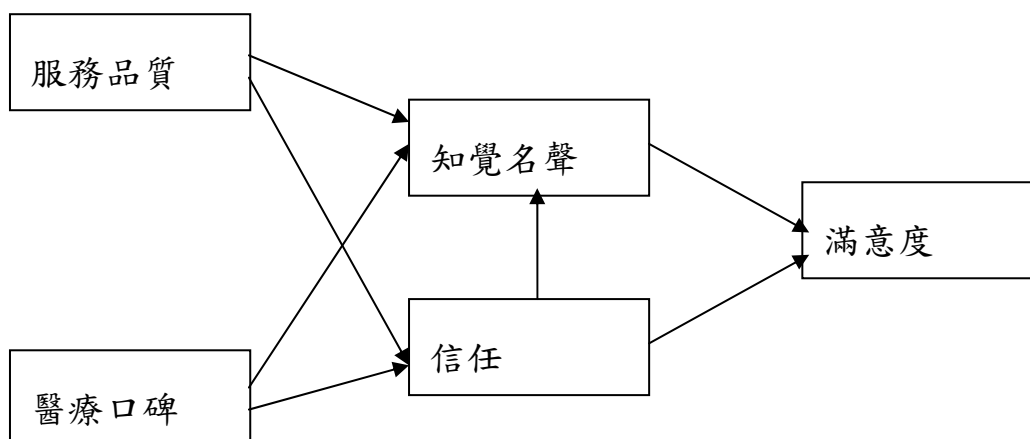 服務品質
知覺名聲
滿意度
信任
醫療口碑